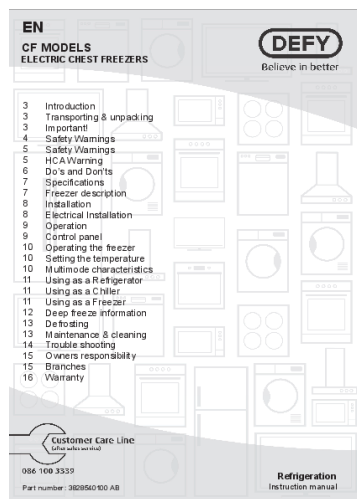 EN
CF MODELS
ELECTRIC CHEST FREEZERS
DEFY
Believe in better
3 Introduction
3 Transporting & unpacking
3 Important!
4 Safety Warnings
5 Safety Warnings
5 HCA Warning
6 Do's and Don'ts
7 Specifications
7 Freezer description
8 Installation
8 Electrical Installation
9 Operation
9 Control panel
10 Operating the freezer
10 Setting the temperature
10 Multimode characteristics
11 Using as a Refrigerator
11 Using as a Chiller
11 Using as a Freezer
12 Deep freeze information
13 Defrosting
13 Maintenance & cleaning
14 Trouble shooting
15 Owners responsibility
15 Branches
16 Warranty
Customer Care Line
(after sales service)
086 100 3339
Part number: 3828540100 AB
Refrigeration
Instruction manual